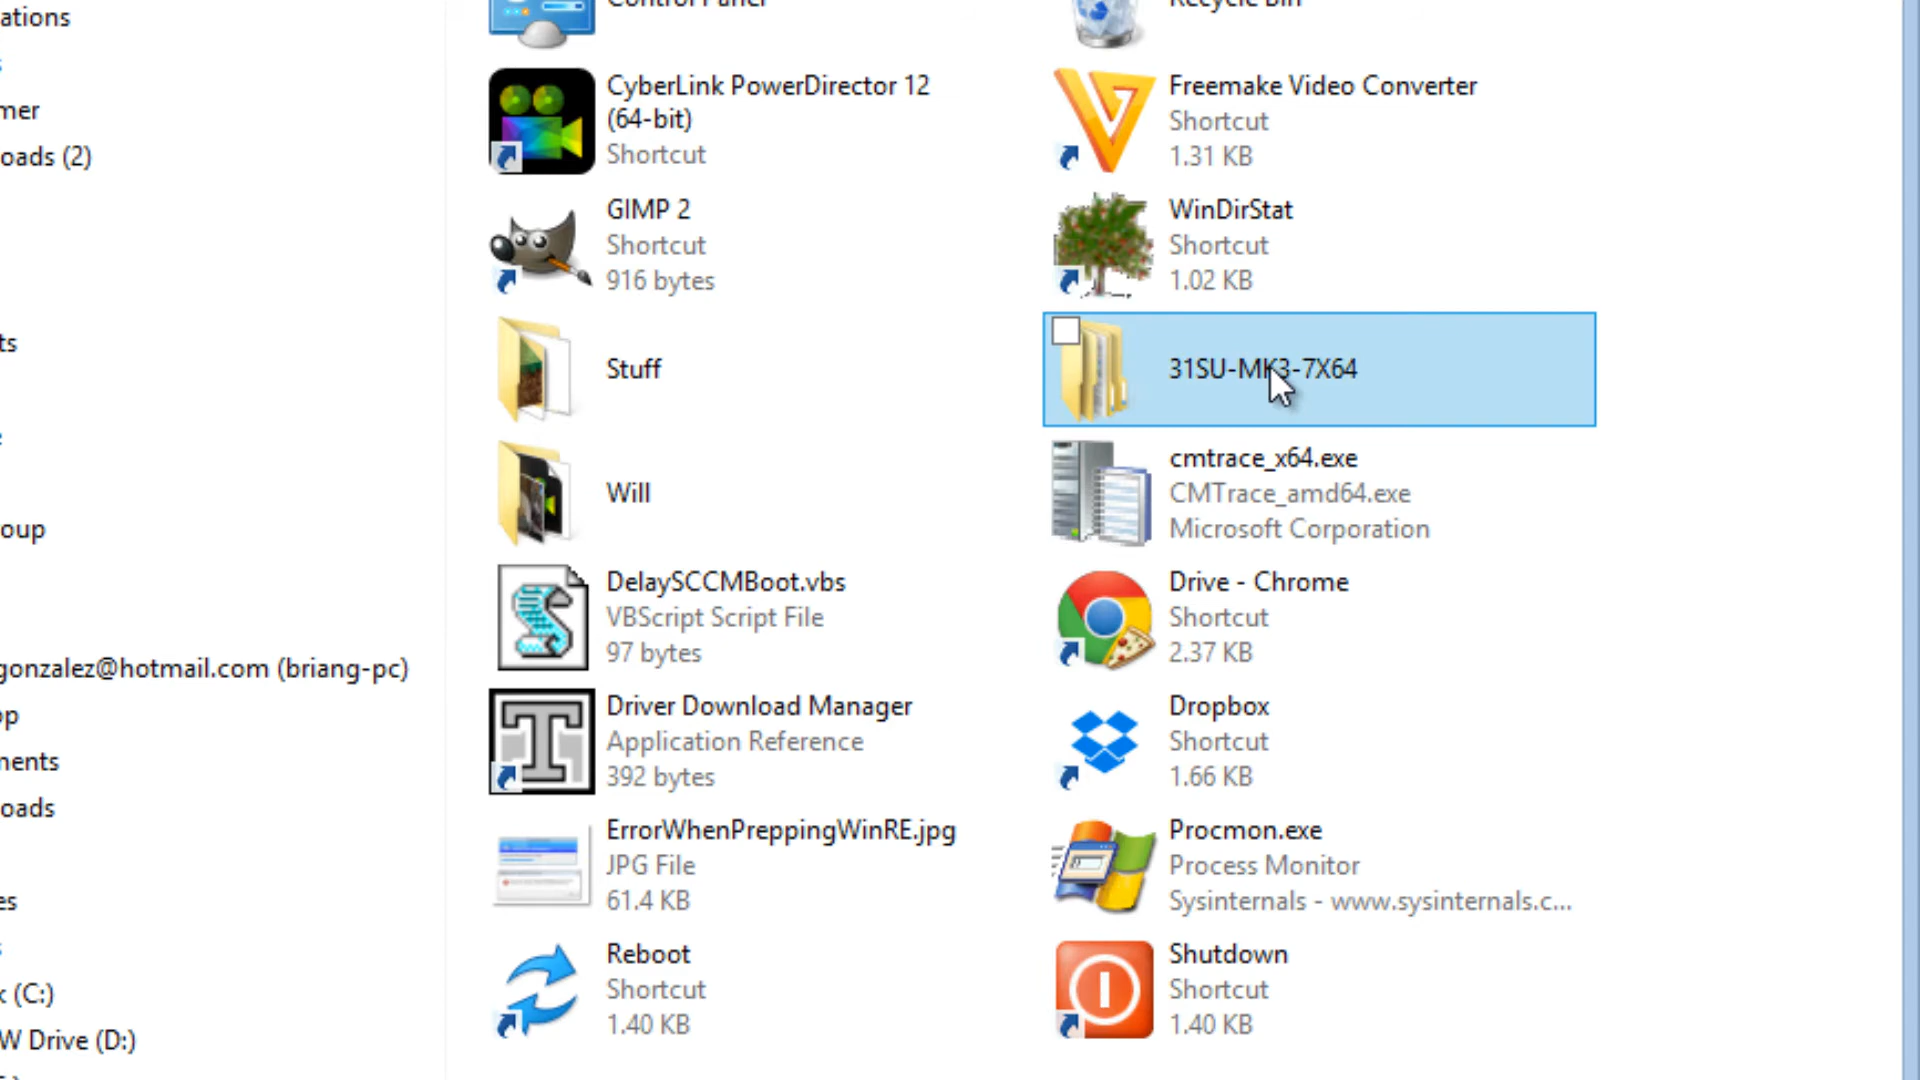 ations
mer
oads (2)
ts
oup
gonzalez@hotmail.com (briang-pc)
op
nents
oads
es
k (C:)
W Drive (D:)
Control Panel
Recycle Bin
CyberLink PowerDirector 12
(64-bit)
Shortcut
Freemake Video Converter
Shortcut
1.31 KB
GIMP 2
Shortcut
916 bytes
WinDirStat
Shortcut
1.02 KB
Stuff
31SU-MK3-7X64
Will
cmtrace_x64.exe
CMTrace_amd64.exe
Microsoft Corporation
DelaySCCMBoot.vbs
VBScript Script File
97 bytes
Drive - Chrome
Shortcut
2.37 KB
Driver Download Manager
Application Reference
392 bytes
Dropbox
Shortcut
1.66 KB
ErrorWhenPreppingWinRE.jpg
JPG File
61.4 KB
Procmon.exe
Process Monitor
Sysinternals - www.sysinternals.c...
Reboot
Shortcut
1.40 KB
Shutdown
Shortcut
1.40 KB